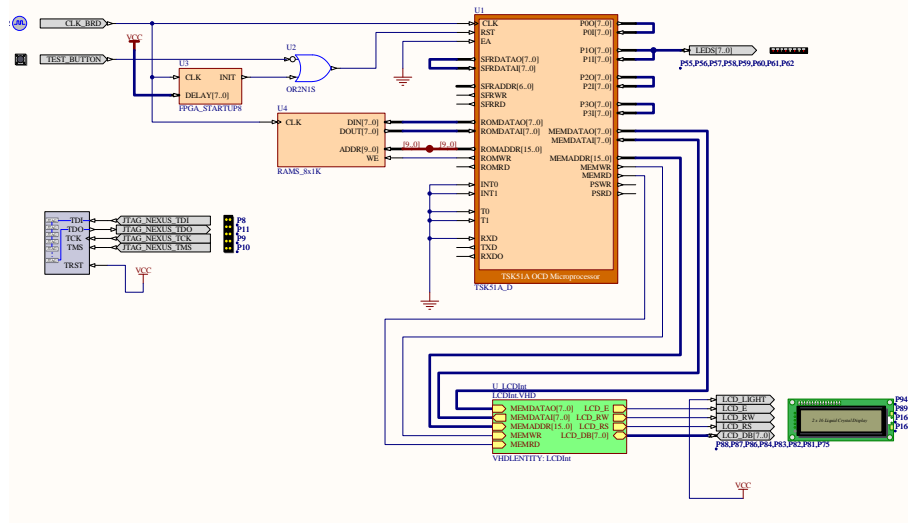 U1
CLK_BRD
CLK
RST
EA
SFRDATAO[7..0]
SFRDATAI[7..0]
SFRADDR[6..0]
SFRWR
SFRRD
ROMDATAO[7..0]
ROMDATAI[7..0]
ROMADDR[15..0]
ROMWR
ROMRD
INT0
INT1
T0
T1
RXD
TXD
RXDO
P0O[7..0]
P0I[7..0]
P1O[7..0]
P1I[7..0]
P2O[7..0]
P2I[7..0]
P3O[7..0]
P3I[7..0]
MEMDATAO[7..0]
MEMDATAI[7..0]
MEMADDR[15..0]
MEMWR
MEMRD
PSWR
PSRD
TSK51A OCD Microprocessor
TSK51A_D
LEDS[7..0]
P55,P56,P57,P58,P59,P60,P61,P62
VCC
TEST_BUTTON
U2
OR2N1S
U3
CLK INIT
DELAY[7..0]
FPGA_STARTUP8
U4
CLK
DIN[7..0]
DOUT[7..0]
ADDR[9..0]
WE
RAMS_8x1K
[9..0] [9..0]
TDI JTAG_NEXUS_TDI P8
TDO JTAG_NEXUS_TDO P11
TCK JTAG_NEXUS_TCK P9
TMS JTAG_NEXUS_TMS P10
TRST
VCC
U_LCDInt
LCDInt.VHD
MEMDATAO[7..0] LCD_E
MEMDATAI[7..0] LCD_RW
MEMADDR[15..0] LCD_RS
MEMWR LCD_DB[7..0]
MEMRD
VHDLENTITY: LCDInt
LCD_LIGHT
LCD_E
LCD_RW
LCD_RS
LCD_DB[7..0]
P88,P87,P86,P84,P83,P82,P81,P75
2 x 16 Liquid Crystal Display
P94
P89
P16
P16
VCC